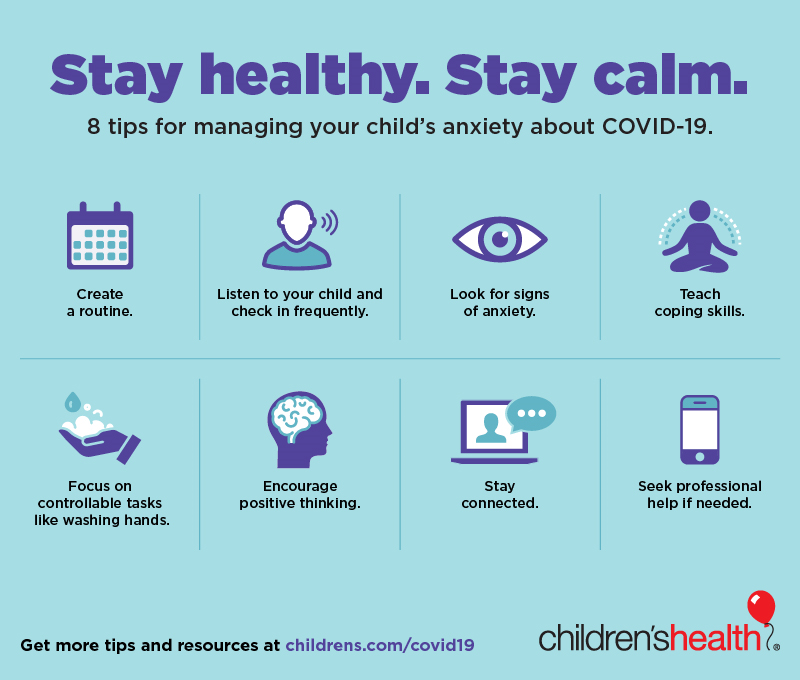 Stay healthy. Stay calm.
8 tips for managing your child's anxiety about COVID-19.
Create
a routine.
Listen to your child and
check in frequently.
Look for signs
of anxiety.
Teach
coping skills.
Focus on
controllable tasks
like washing hands.
Encourage
positive thinking.
Stay
connected.
Seek professional
help if needed.
Get more tips and resources at childrens.com/covid19
children'shealth®